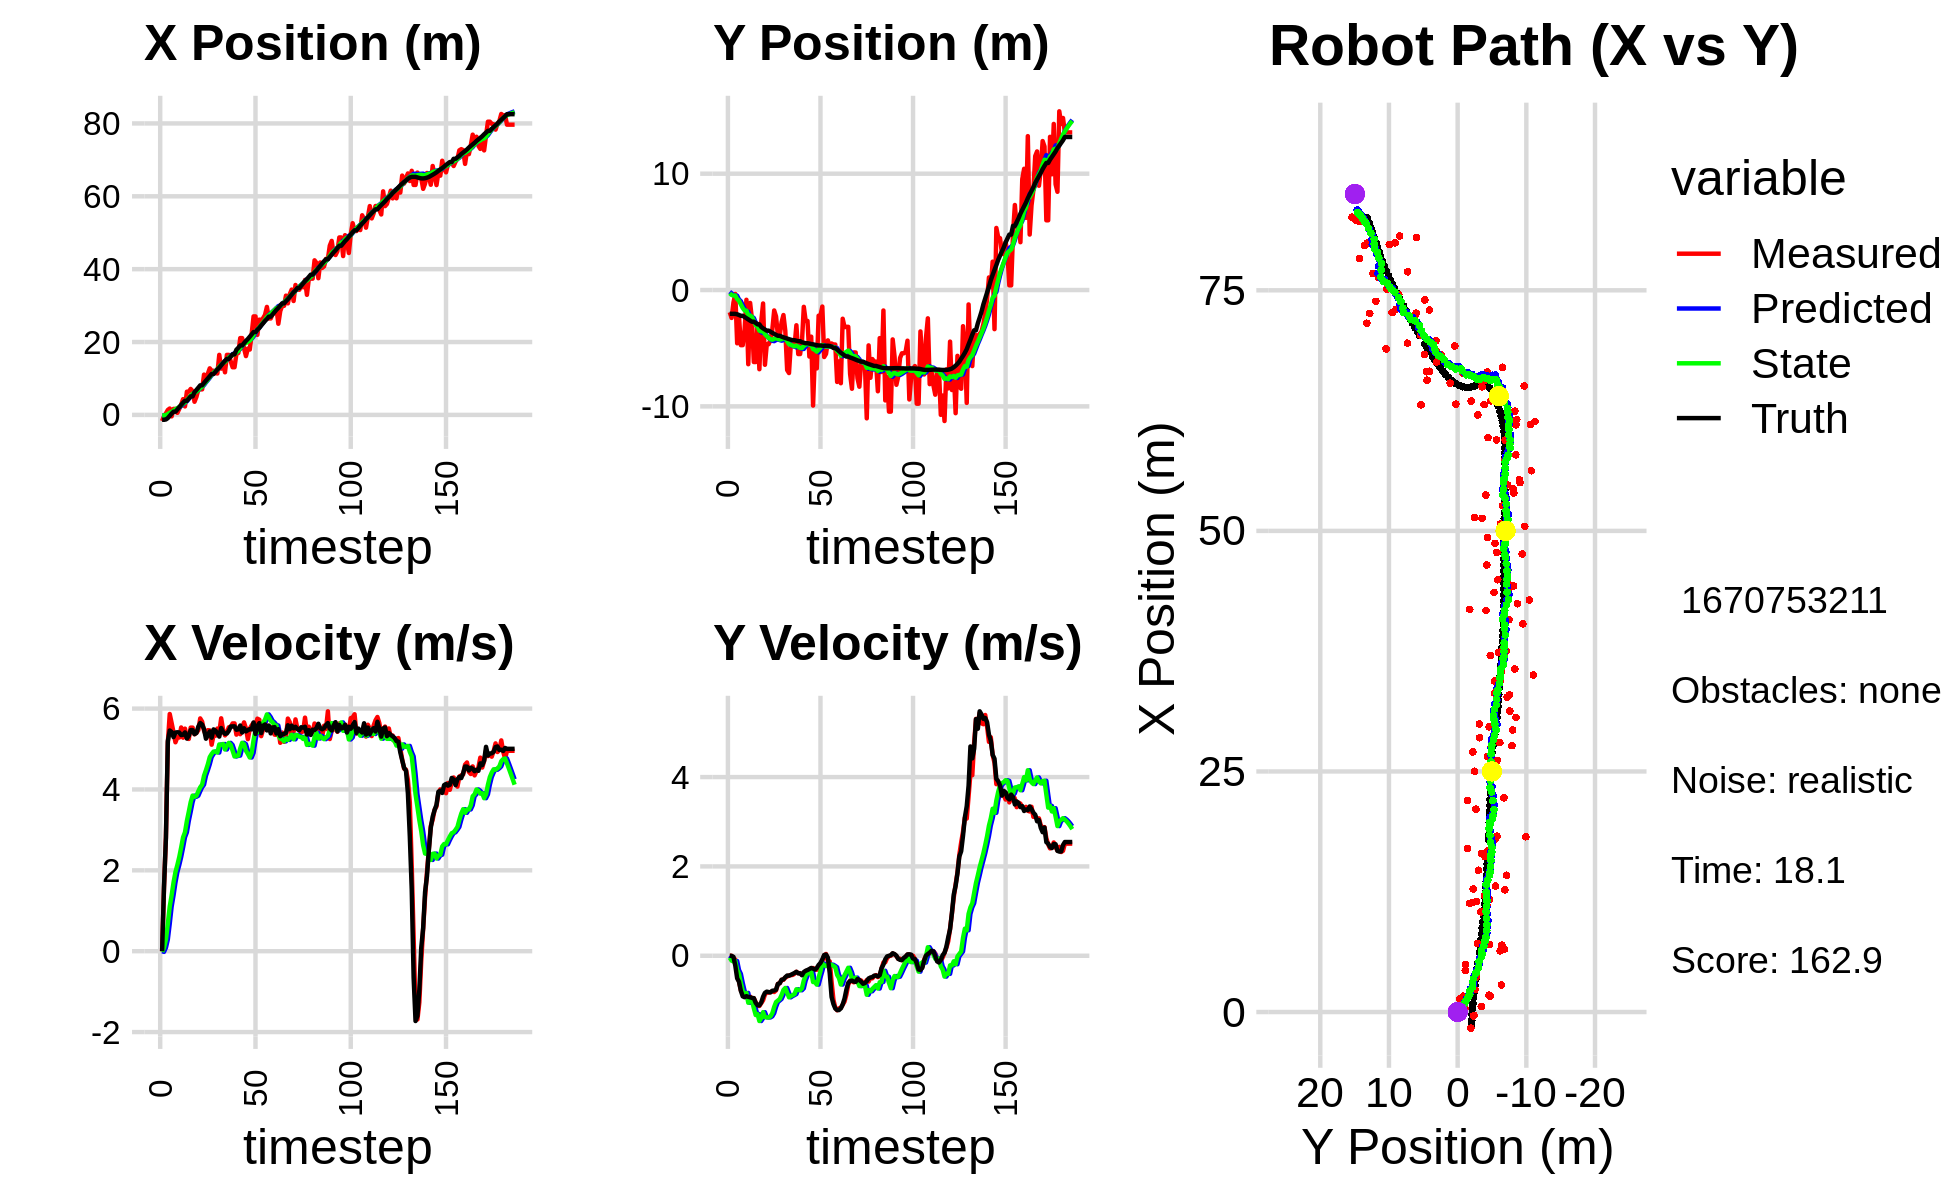 X Position (m)
80
60
40
20
0
0
50
100
150
timestep
Y Position (m)
10
0
-10
0
50
100
150
timestep
X Velocity (m/s)
6
4
2
0
-2
0
50
100
150
timestep
Y Velocity (m/s)
4
2
0
0
50
100
150
timestep
Robot Path (X vs Y)
X Position (m)
75
50
25
0
20 10 0 -10 -20
Y Position (m)
variable
Measured
Predicted
State
Truth
1670753211
Obstacles: none
Noise: realistic
Time: 18.1
Score: 162.9